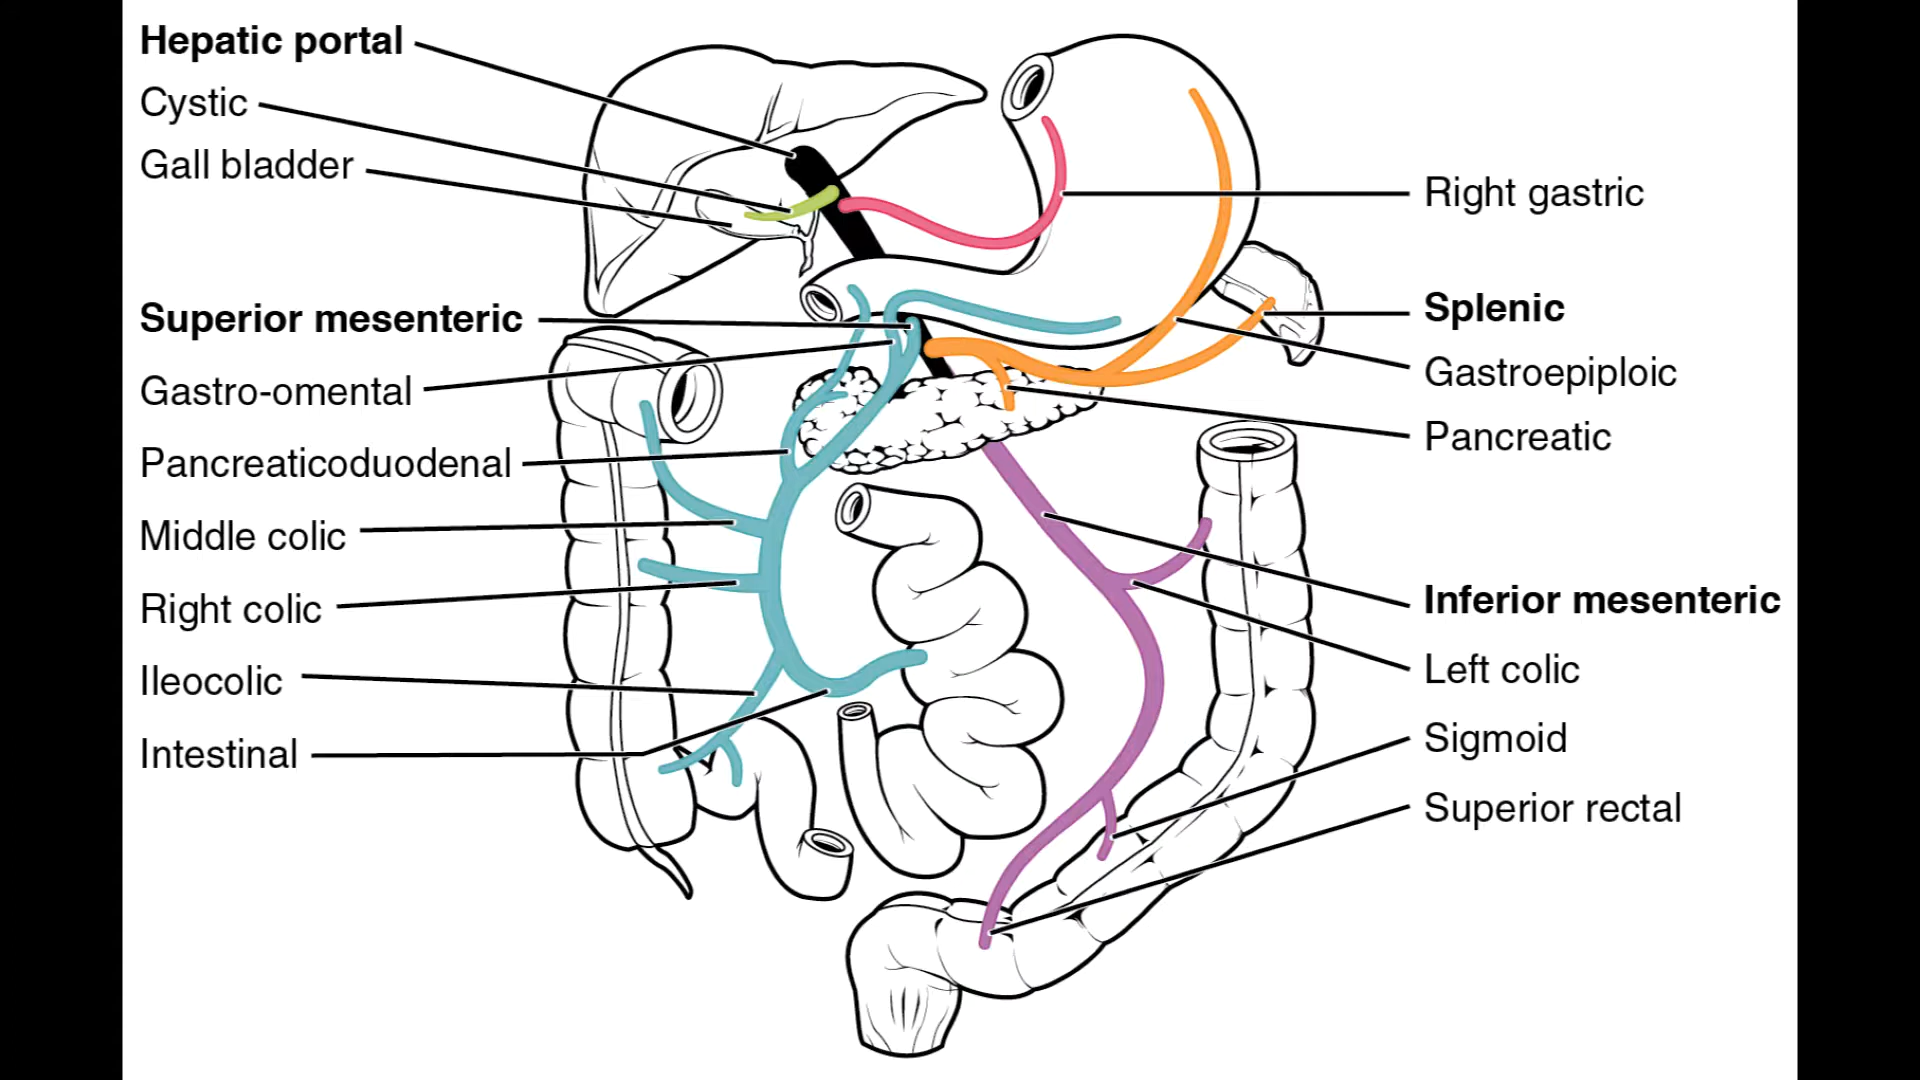 Hepatic portal
Cystic
Gall bladder
Superior mesenteric
Gastro-omental
Pancreaticoduodenal
Middle colic
Right colic
Ileocolic
Intestinal
Right gastric
Splenic
Gastroepiploic
Pancreatic
Inferior mesenteric
Left colic
Sigmoid
Superior rectal